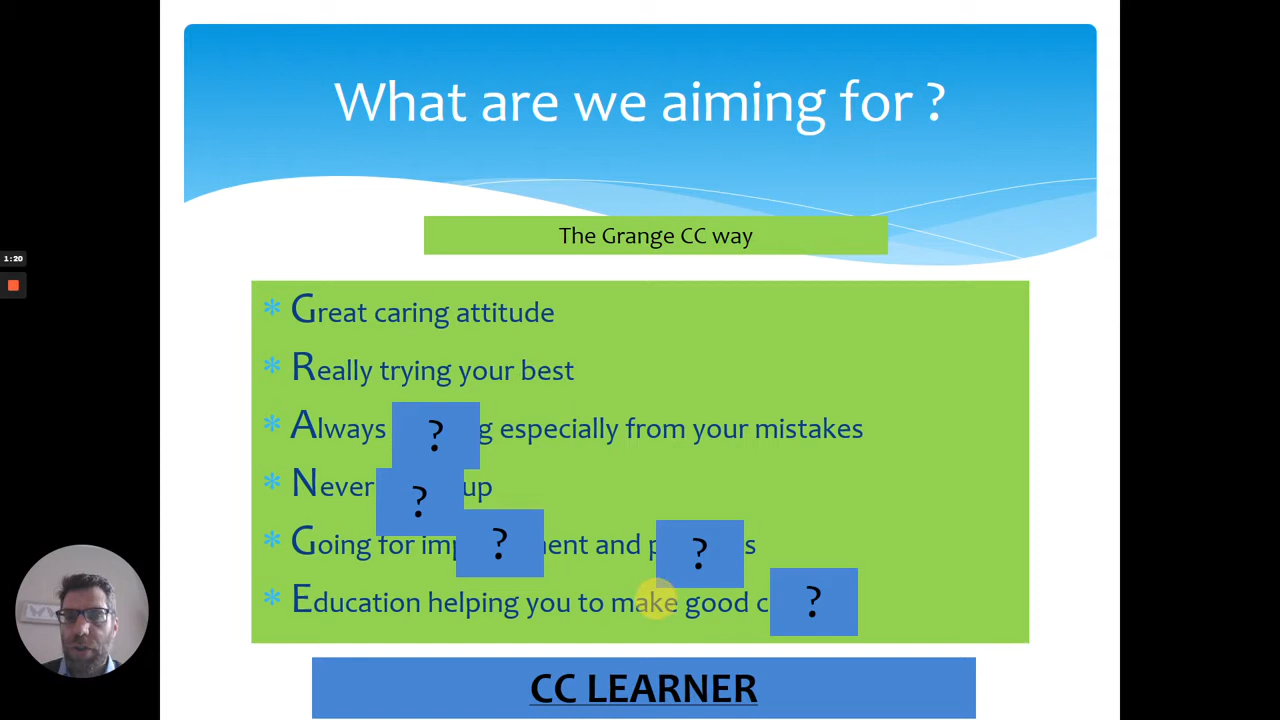 What are we aiming for ?
The Grange CC way
1:20
* Great caring attitude
* Really trying your best
* Always ? g especially from your mistakes
* Never ? up
* Going for imp ? ent and p ? s
* Education helping you to make good c ?
CC LEARNER